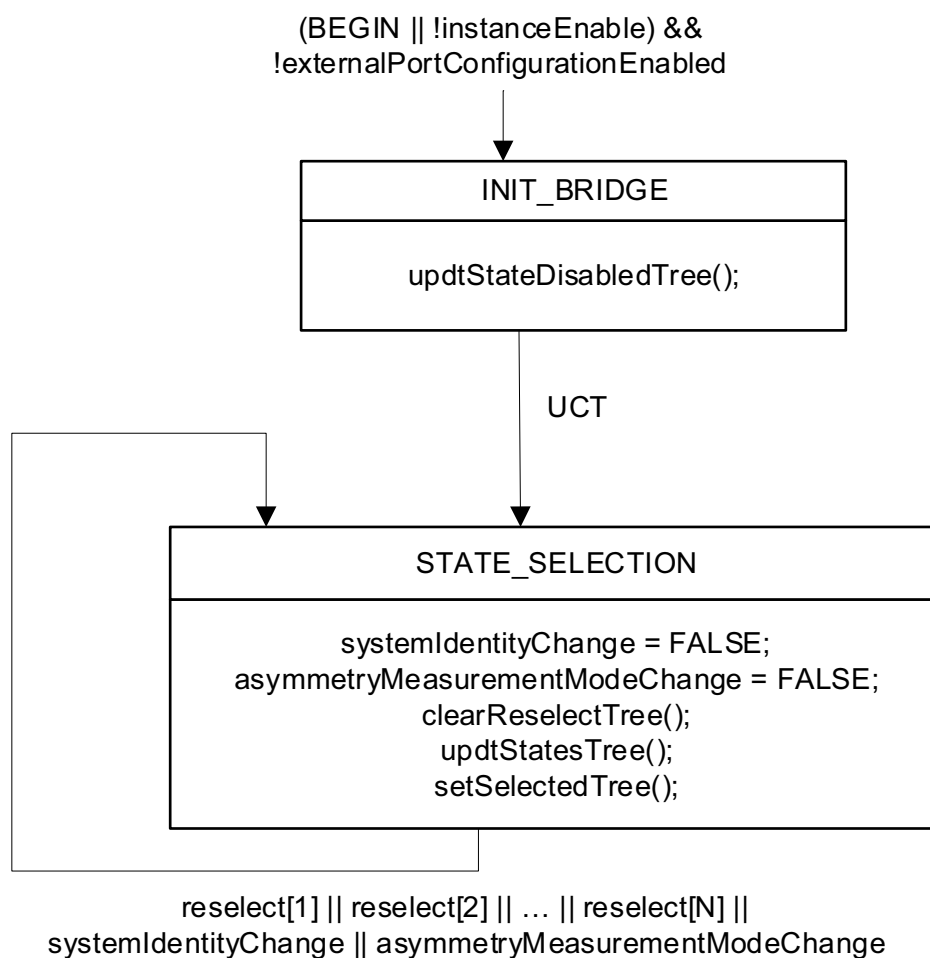 (BEGIN || !instanceEnable) &&
!externalPortConfigurationEnabled
INIT_BRIDGE
updtStateDisabledTree();
UCT
STATE_SELECTION
systemIdentityChange = FALSE;
asymmetryMeasurementModeChange = FALSE;
clearReselectTree();
updtStatesTree();
setSelectedTree();
reselect[1] || reselect[2] || … || reselect[N] ||
systemIdentityChange || asymmetryMeasurementModeChange